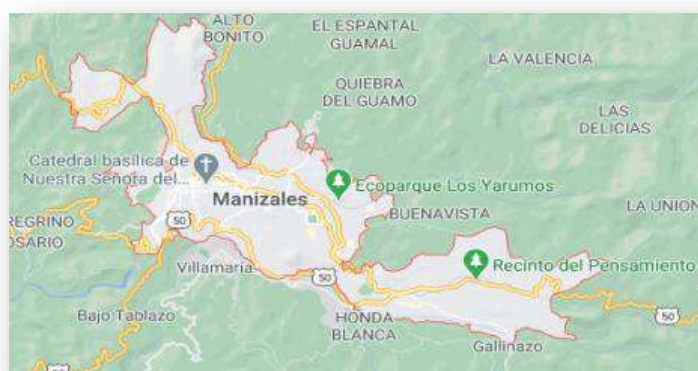 ALTO
BONITO
EL ESPANTAL
GUAMAL
LA VALENCIA
QUIEBRA
DEL GUAMO
LAS
DELICIAS
Catedral basílica de
Nuestra Señora del...
Ecoparque Los Yarumos
Manizales
BUENAVISTA
LA UNION
EREGRINO
OSARIO
50
Villamaría
50
Recinto del Pensamiento
Bajo Tablazo
HONDA
BLANCA
50
Gallinazo
50